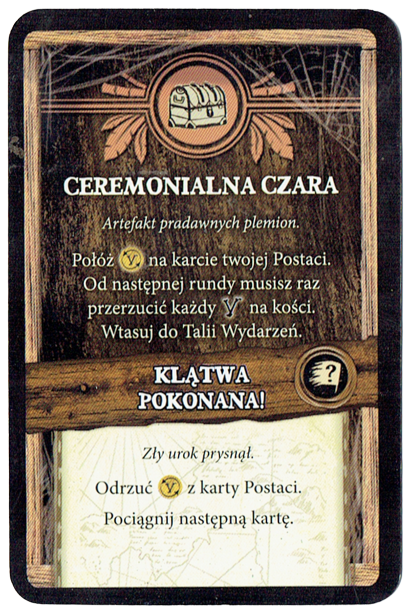 CEREMONIALNA CZARA
Artefakt pradawnych plemion.
Połóż na karcie twojej Postaci.
Od następnej rundy musisz raz
przerzucić każdy na kości.
Wtasuj do Talii Wydarzeń.
?
KLĄTWA
POKONANA!
Zły urok prysnął.
Odrzuć z karty Postaci.
Pociągnij następną kartę.